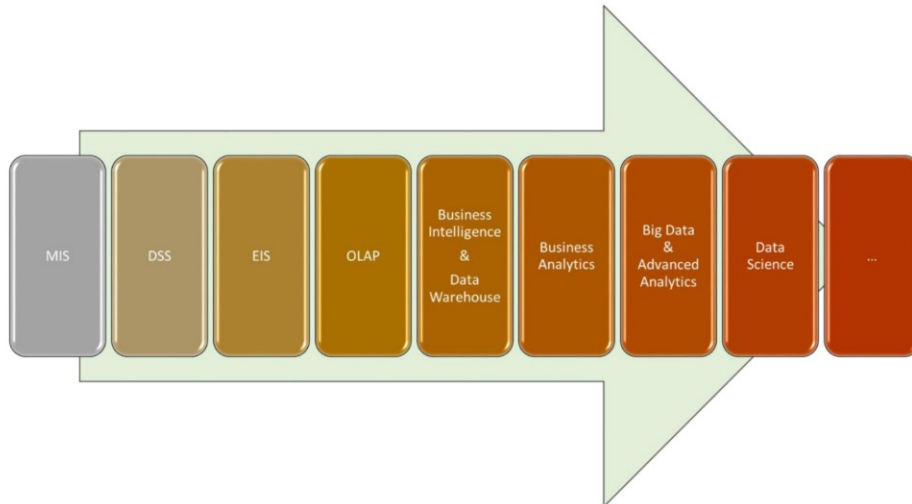 MIS
DSS
EIS
OLAP
Business
Intelligence
&
Data
Warehouse
Business
Analytics
Big Data
&
Advanced
Analytics
Data
Science
...